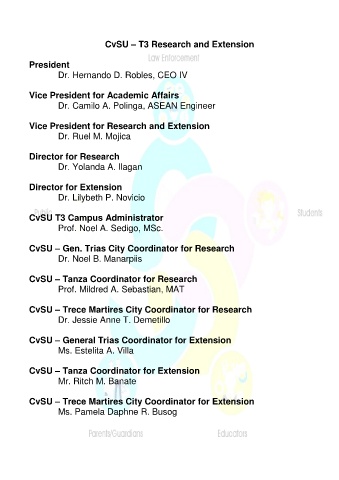 CvSU – T3 Research and Extension
Law Enforcement
President
Dr. Hernando D. Robles, CEO IV
Vice President for Academic Affairs
Dr. Camilo A. Polinga, ASEAN Engineer
Vice President for Research and Extension
Dr. Ruel M. Mojica
Director for Research
Dr. Yolanda A. Ilagan
Director for Extension
Dr. Lilybeth P. Novicio
Students
CvSU T3 Campus Administrator
Prof. Noel A. Sedigo, MSc.
CvSU – Gen. Trias City Coordinator for Research
Dr. Noel B. Manarpiis
CvSU – Tanza Coordinator for Research
Prof. Mildred A. Sebastian, MAT
CvSU – Trece Martires City Coordinator for Research
Dr. Jessie Anne T. Demetillo
CvSU – General Trias Coordinator for Extension
Ms. Estelita A. Villa
CvSU – Tanza Coordinator for Extension
Mr. Ritch M. Banate
CvSU – Trece Martires City Coordinator for Extension
Ms. Pamela Daphne R. Busog
Parents/Guardians Educators